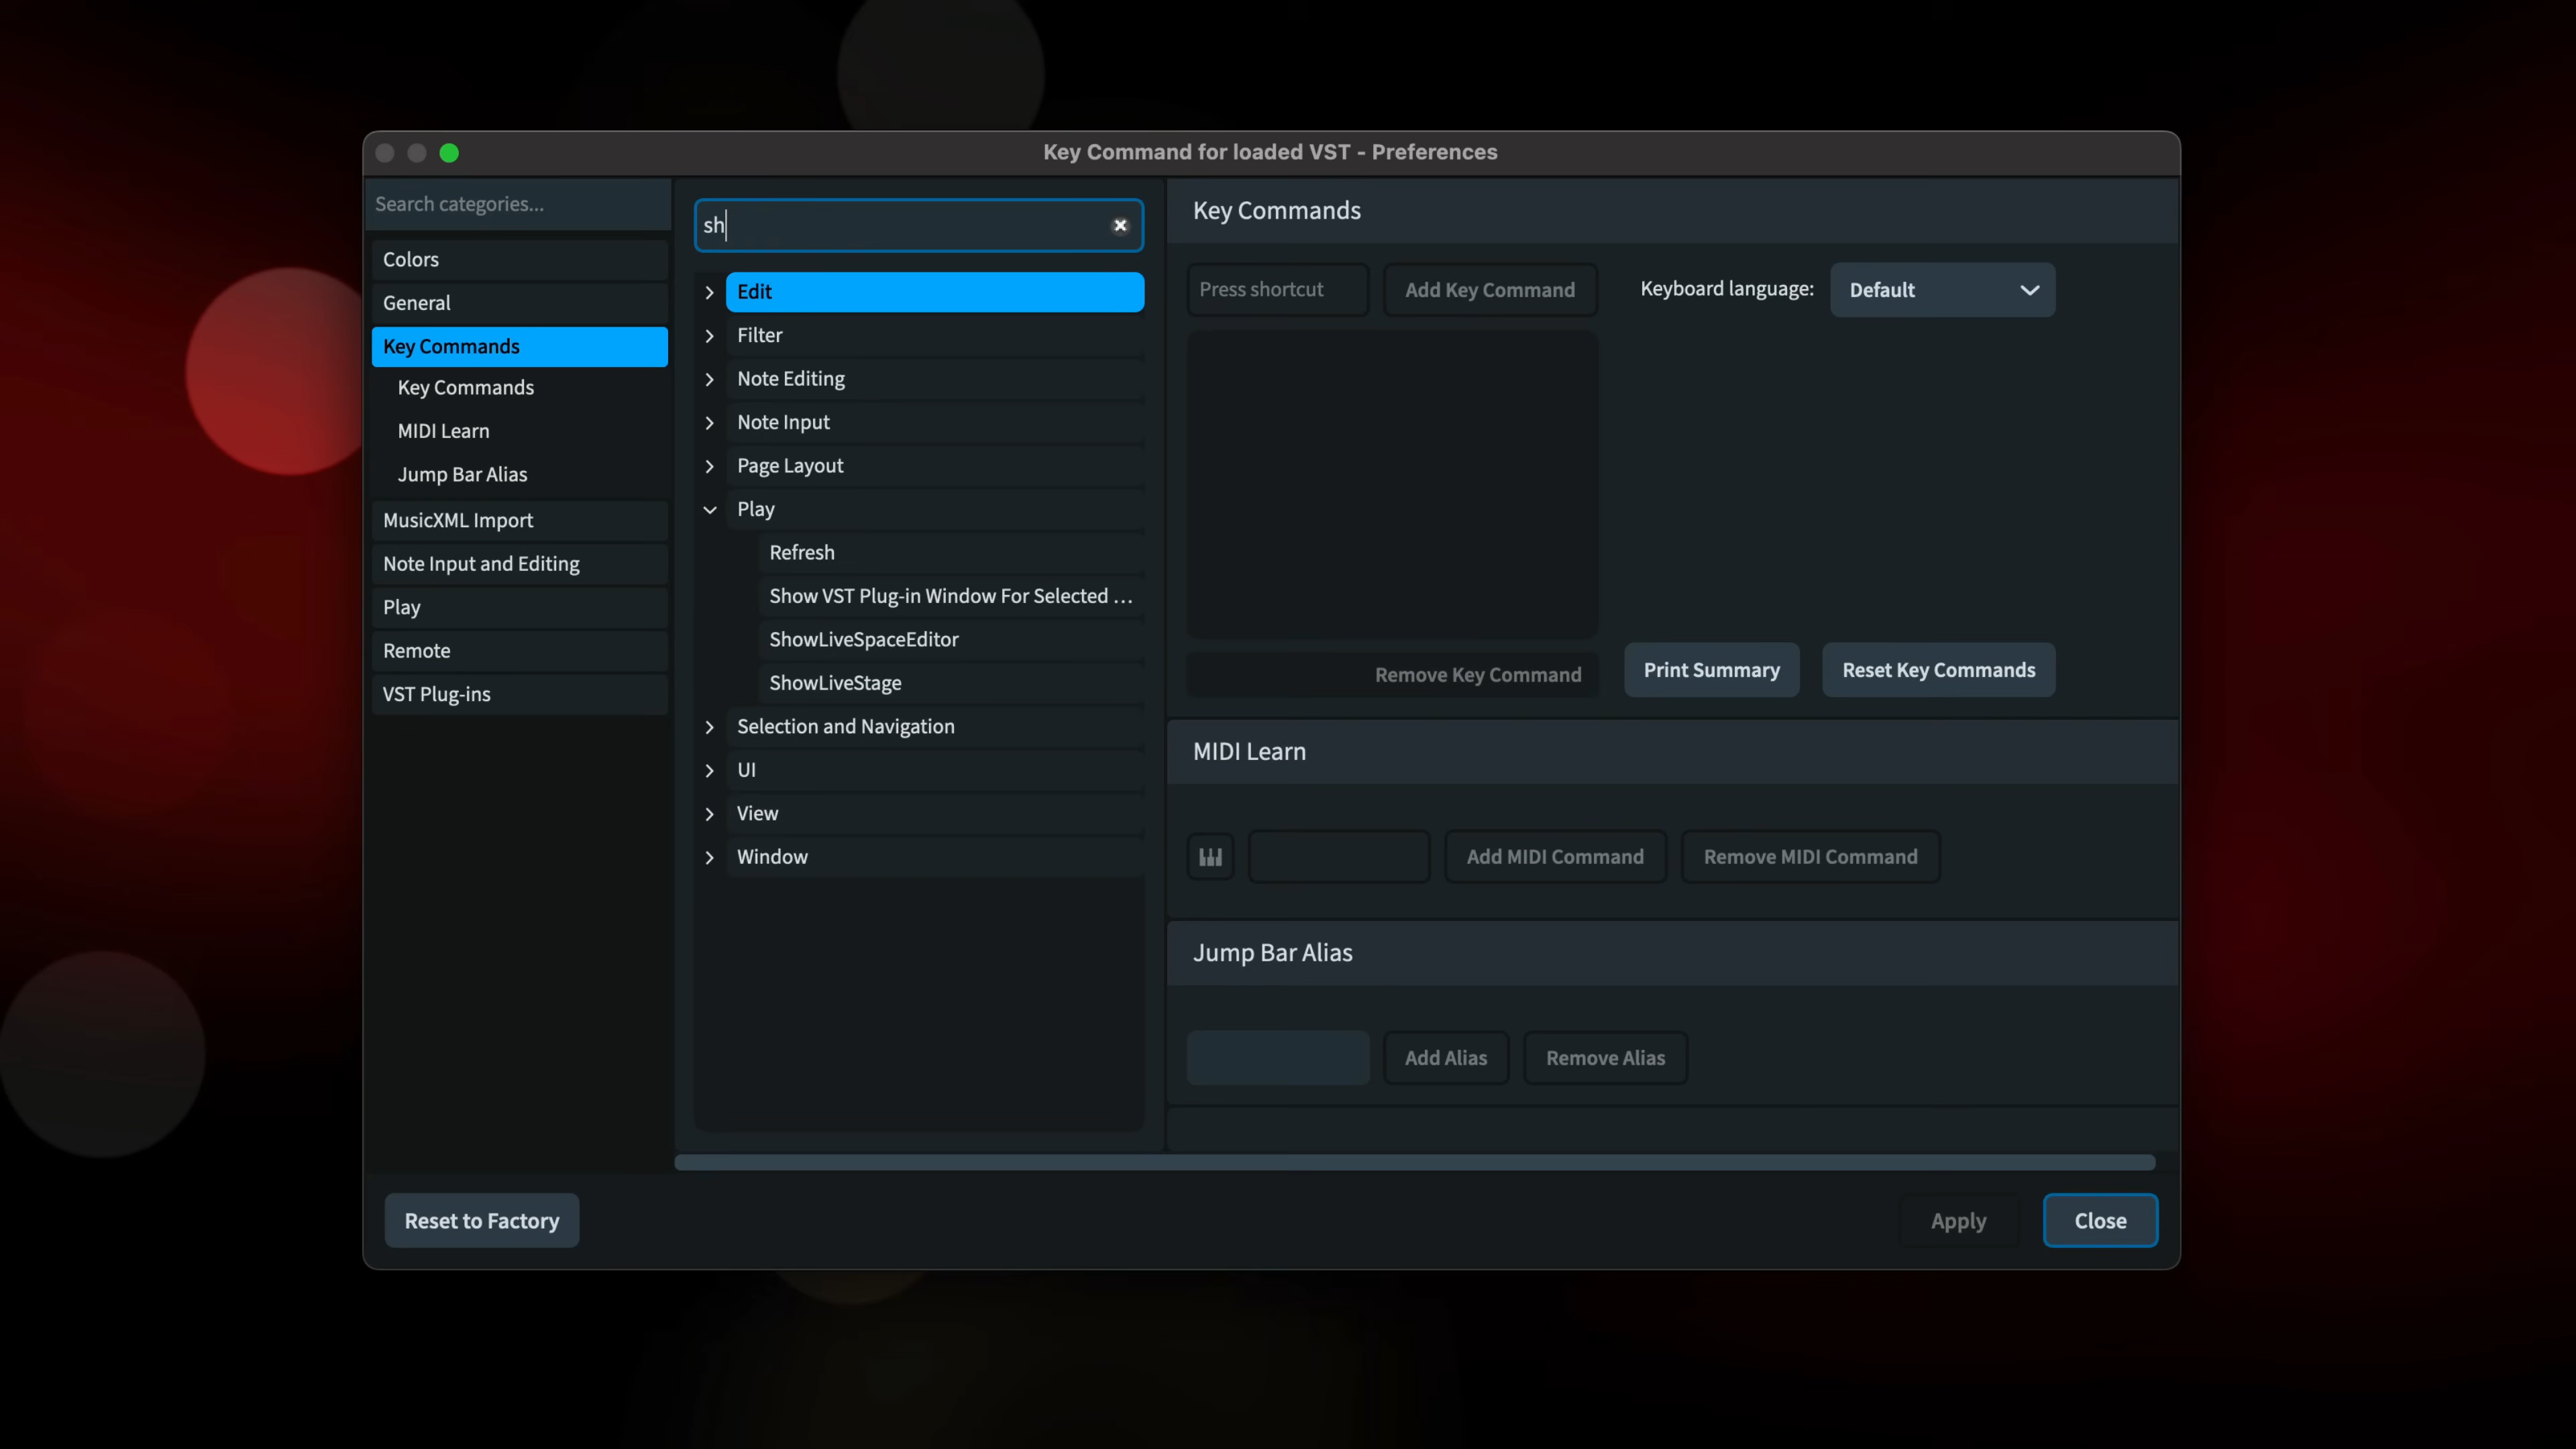 Key Command for loaded VST - Preferences
Search categories...
Colors
General
Key Commands
Key Commands
MIDI Learn
Jump Bar Alias
MusicXML Import
Note Input and Editing
Play
Remote
VST Plug-ins
sh
Edit
Filter
Note Editing
Note Input
Page Layout
Play
Refresh
Show VST Plug-in Window For Selected ...
ShowLiveSpaceEditor
ShowLiveStage
Selection and Navigation
UI
View
Window
Key Commands
Press shortcut
Add Key Command
Keyboard language:
Default
Remove Key Command
Print Summary
Reset Key Commands
MIDI Learn
Add MIDI Command
Remove MIDI Command
Jump Bar Alias
Add Alias
Remove Alias
Reset to Factory
Apply
Close